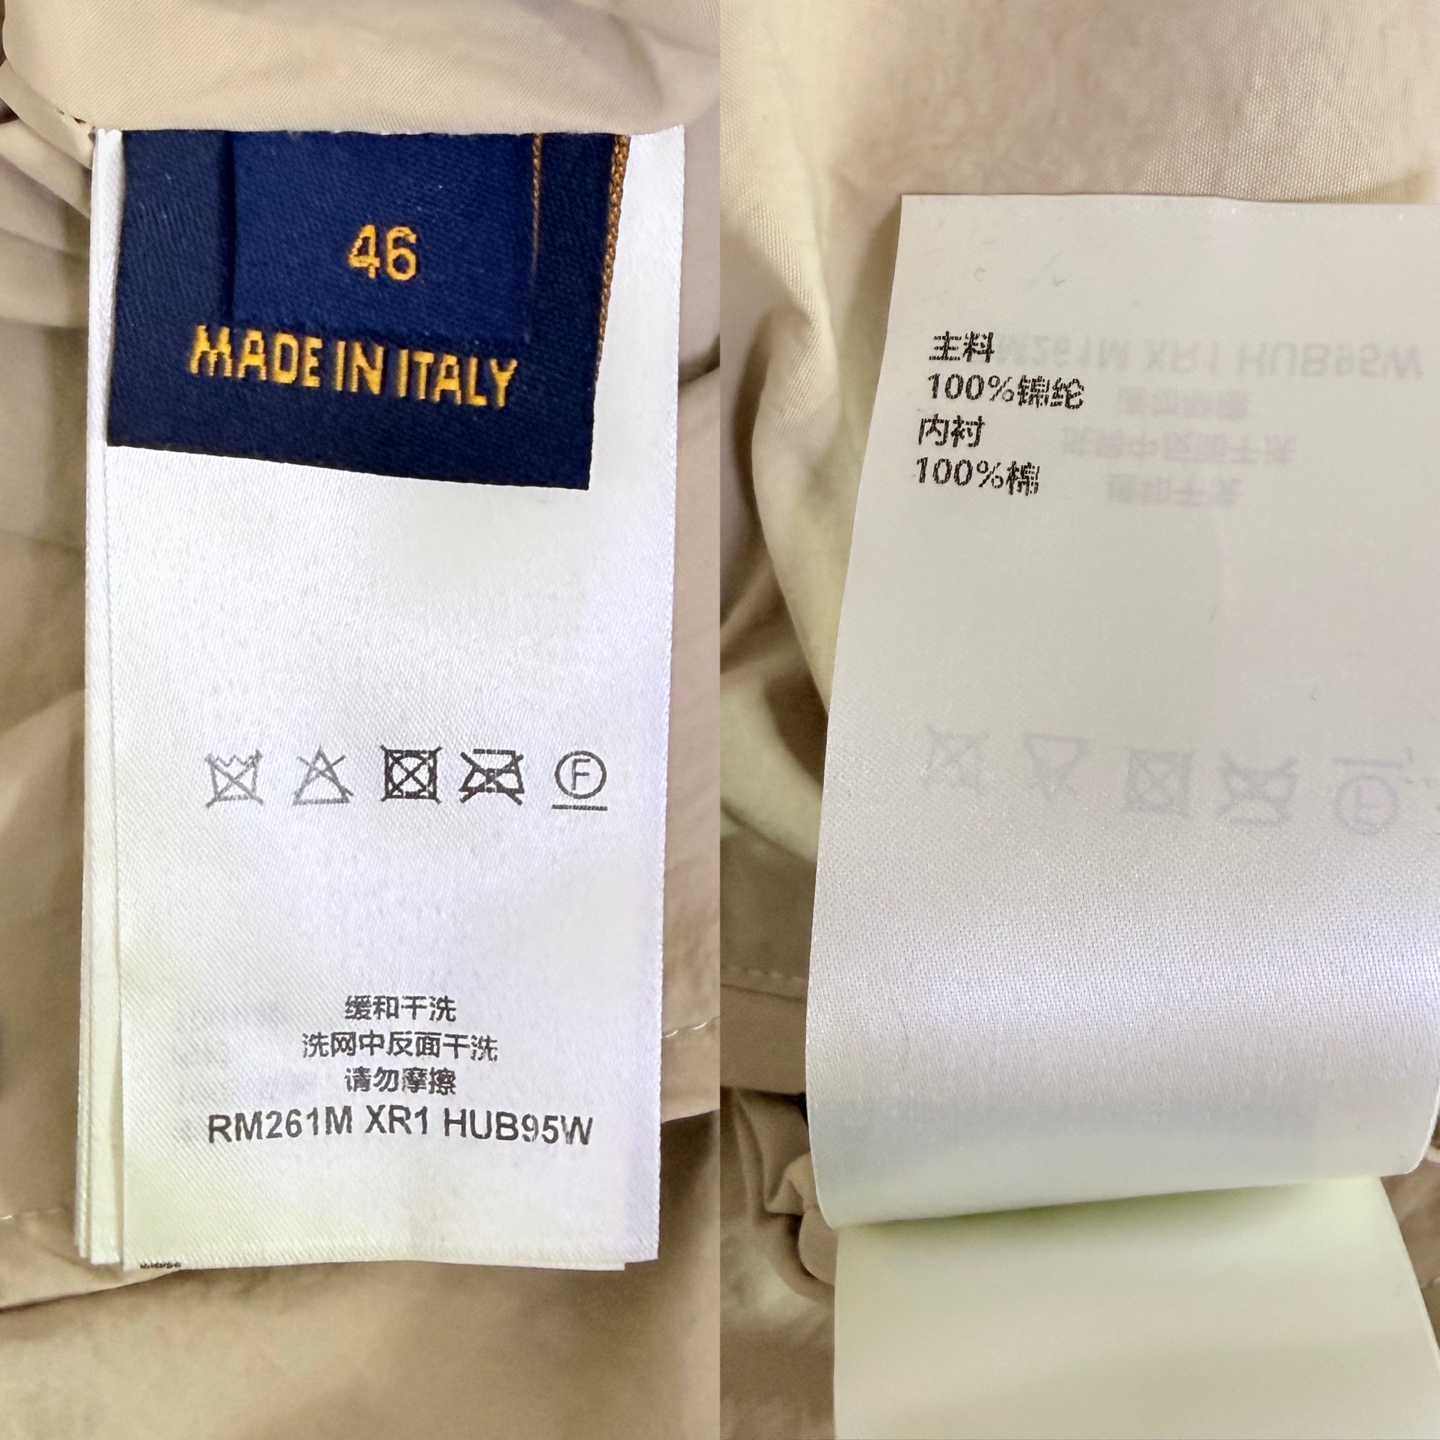 46
MADE IN ITALY
F
缓和干洗
洗网中反面干洗
请勿摩擦
RM261M XR1 HUB95W
主料
100%锦纶
内衬
100%棉